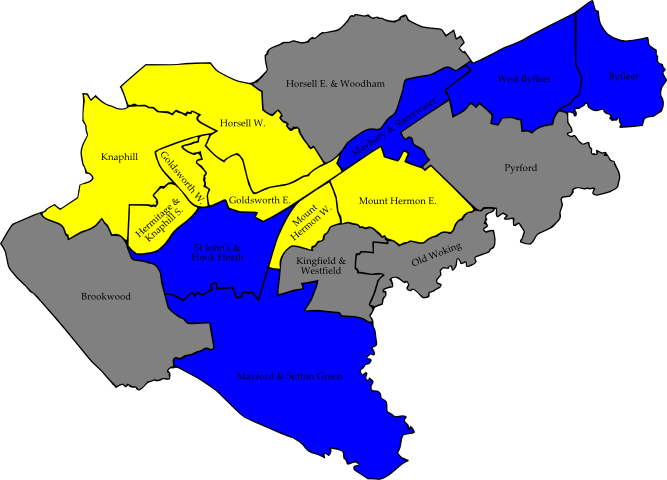 West Byfleet
Byfleet
Horsell E. & Woodham
Maybury & Sheerwater
Horsell W.
Knaphill
Goldsworth W.
Pyrford
Goldsworth E.
Mount Hermon E.
Hermitage &
Knaphill S.
Mount
Hermon W.
St John's &
Hook Heath
Old Woking
Kingfield &
Westfield
Brookwood
Mayford & Sutton Green